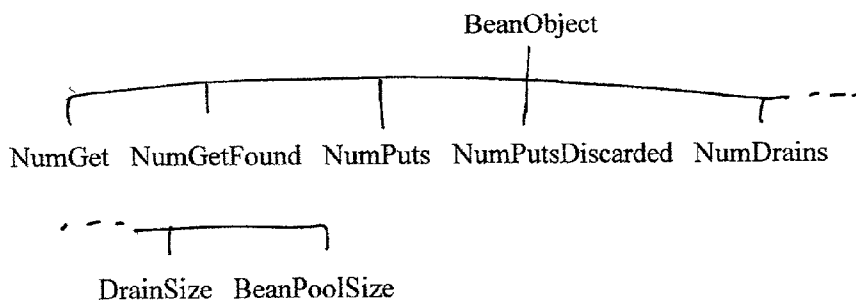 BeanObject
NumGet NumGetFound NumPuts NumPutsDiscarded NumDrains
DrainSize BeanPoolSize